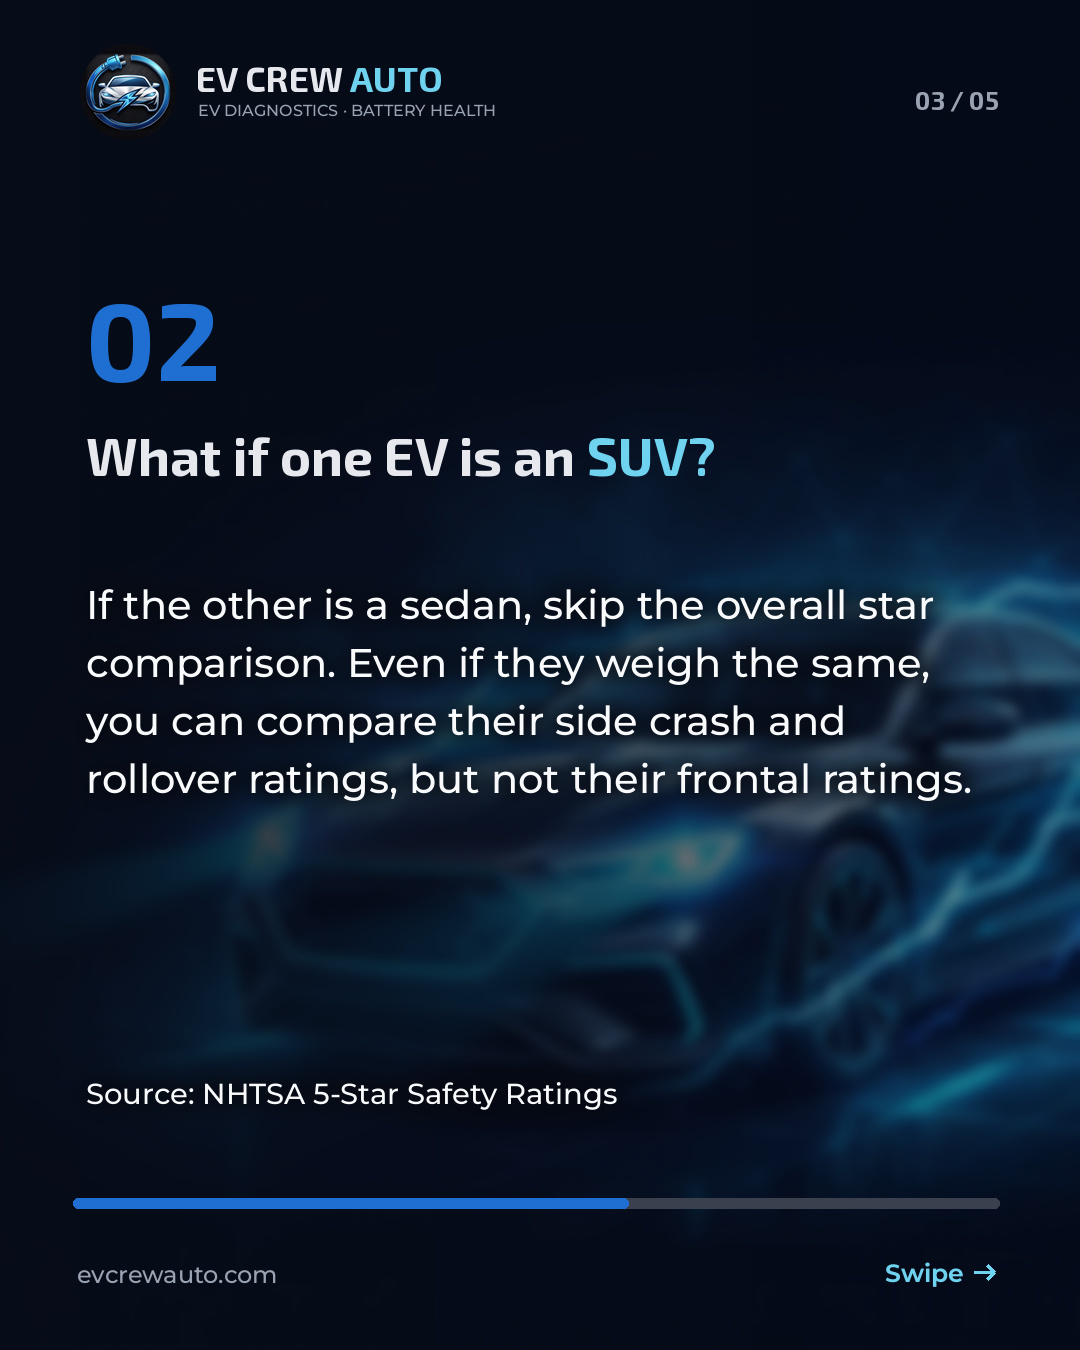 EV CREW AUTO
EV DIAGNOSTICS · BATTERY HEALTH
03 / 05
02
What if one EV is an SUV?
If the other is a sedan, skip the overall star
comparison. Even if they weigh the same,
you can compare their side crash and
rollover ratings, but not their frontal ratings.
Source: NHTSA 5-Star Safety Ratings
evcrewauto.com
Swipe →